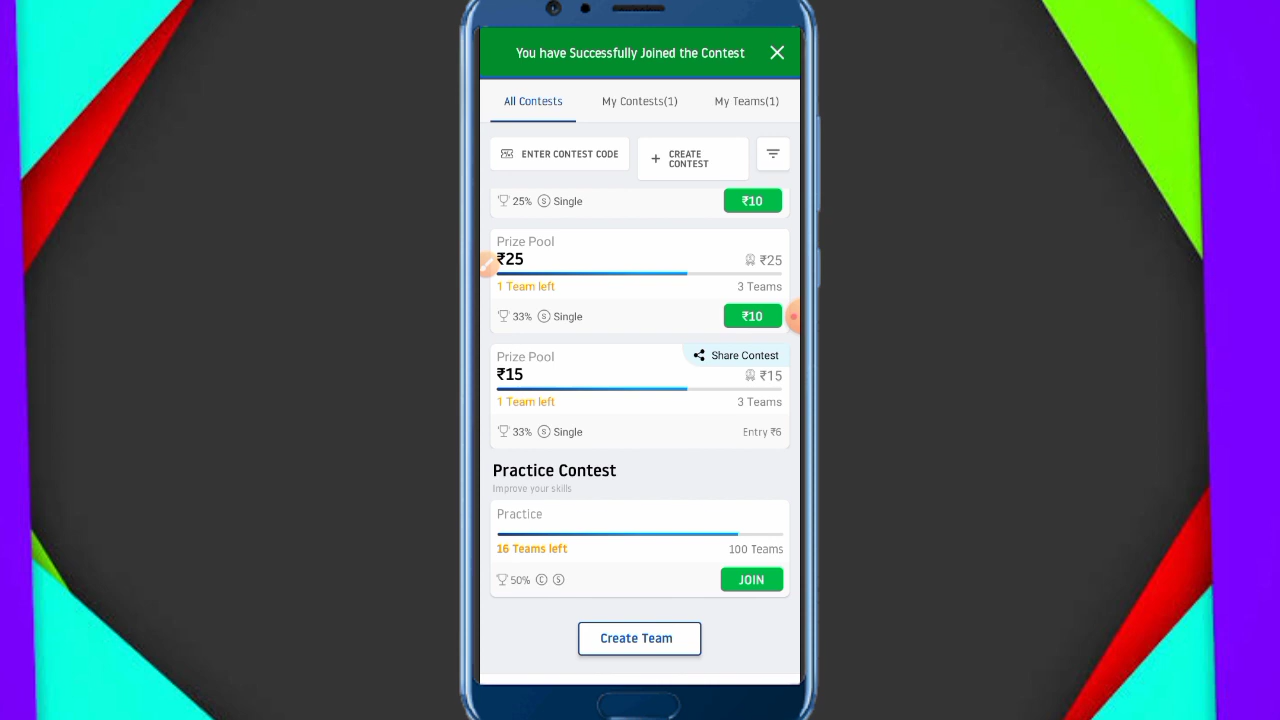 You have Successfully Joined the Contest
All Contests My Contests(1) My Teams(1)
ENTER CONTEST CODE
+ CREATE CONTEST
25% S Single ₹10
Prize Pool
₹25 ₹25
1 Team left 3 Teams
33% S Single ₹10
Prize Pool Share Contest
₹15 ₹15
1 Team left 3 Teams
33% S Single Entry ₹6
Practice Contest
Improve your skills
Practice
16 Teams left 100 Teams
50% C S JOIN
Create Team